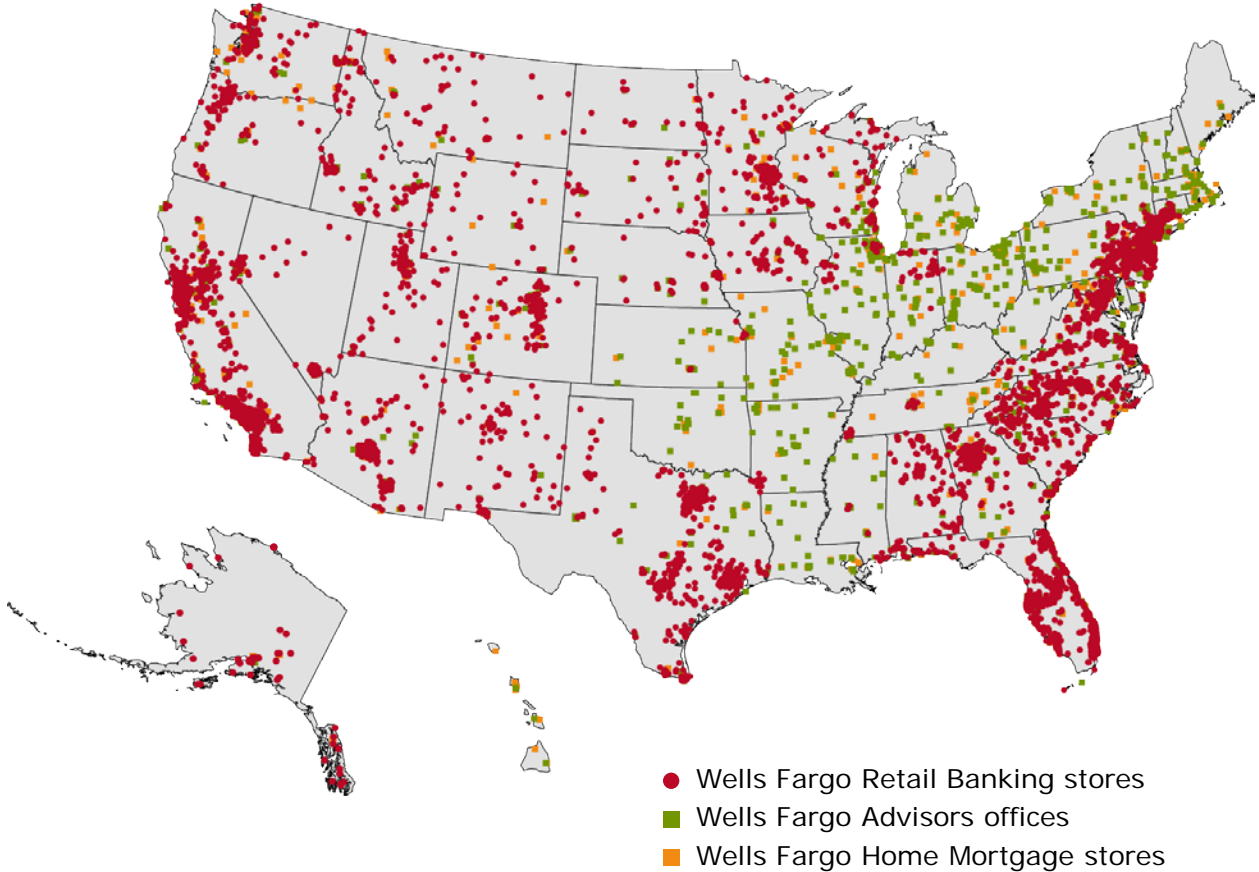 Wells Fargo Retail Banking stores
Wells Fargo Advisors offices
Wells Fargo Home Mortgage stores